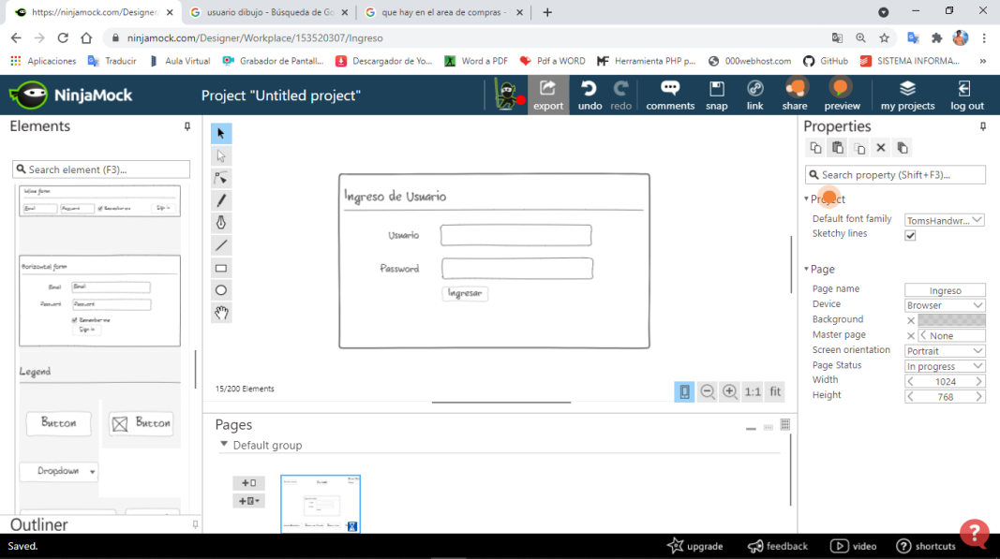 https://ninjamock.com/Designer/
usuario dibujo - Búsqueda de Go
que hay en el area de compras -
ninjamock.com/Designer/Workplace/153520307/Ingreso
Aplicaciones Traducir Aula Virtual Grabador de Pantall... Descargador de Yo... Word a PDF Pdf a WORD Herramienta PHP p... 000webhost.com GitHub SISTEMA INFORMA... »
NinjaMock Project "Untitled project" export undo redo comments snap link share preview my projects log out
Elements
Search element (F3)...
Inline form
Email Password Remember me Sign in
Horizontal form
Email Email
Password Password
Remember me
Sign in
Legend
Button Button
Dropdown
Outliner
Ingreso de Usuario
Usuario
Password
Ingresar
15/200 Elements
1:1 fit
Pages
Default group
Properties
Search property (Shift+F3)...
Project
Default font family TomsHandwr...
Sketchy lines
Page
Page name Ingreso
Device Browser
Background
Master page None
Screen orientation Portrait
Page Status In progress
Width 1024
Height 768
Saved. upgrade feedback video shortcuts